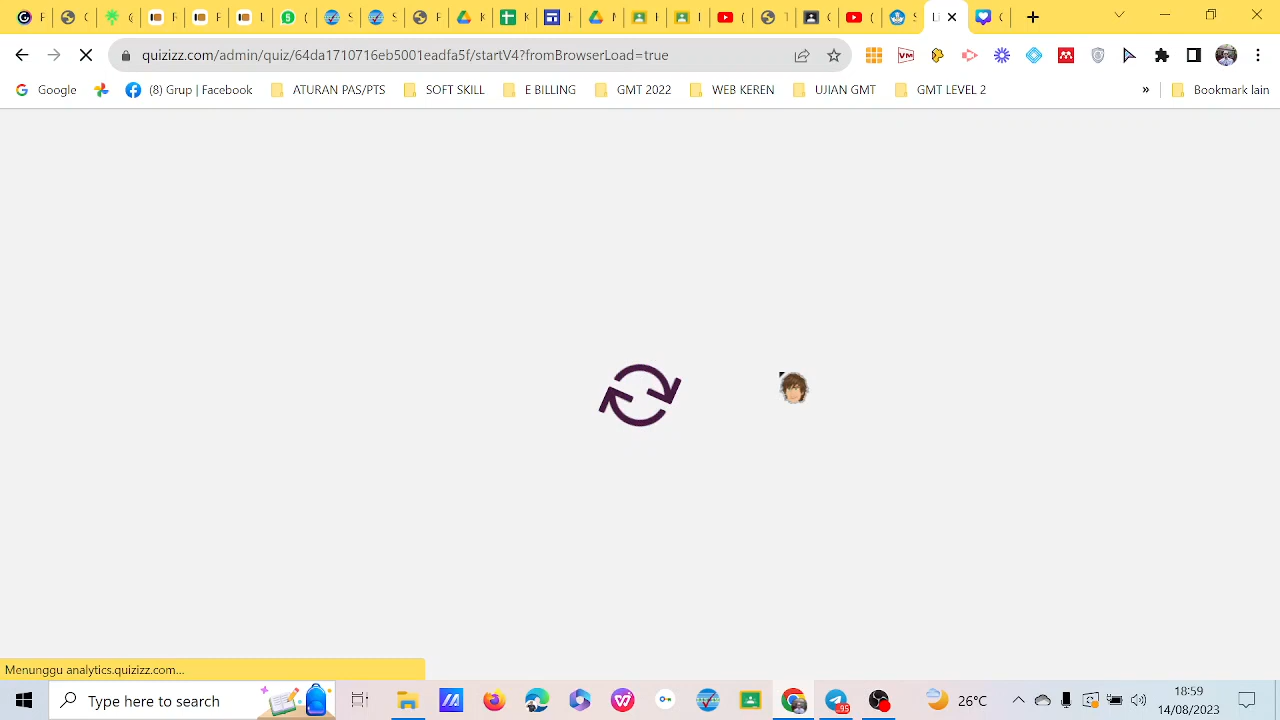 Li
quizizz.com/admin/quiz/64da1710716eb5001eadfa5f/startV4?fromBrowserLoad=true
Google
(8) Grup | Facebook
ATURAN PAS/PTS
SOFT SKILL
E BILLING
GMT 2022
WEB KEREN
UJIAN GMT
GMT LEVEL 2
»
Bookmark lain
Menunggu analytics.quizizz.com...
Type here to search
95
26°C
18:59
14/08/2023